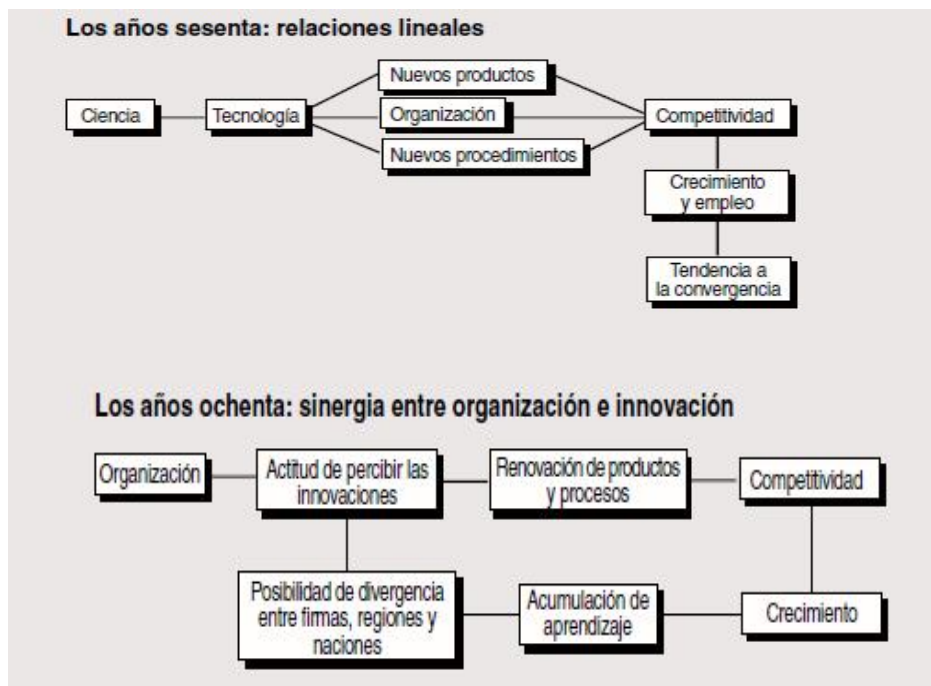 Los años sesenta: relaciones lineales
Nuevos productos
Ciencia
Tecnología
Organización
Competitividad
Nuevos procedimientos
Crecimiento
y empleo
Tendencia a
la convergencia
Los años ochenta: sinergia entre organización e innovación
Organización
Actitud de percibir las
innovaciones
Renovación de productos
y procesos
Competitividad
Posibilidad de divergencia
entre firmas, regiones y
naciones
Acumulación de
aprendizaje
Crecimiento